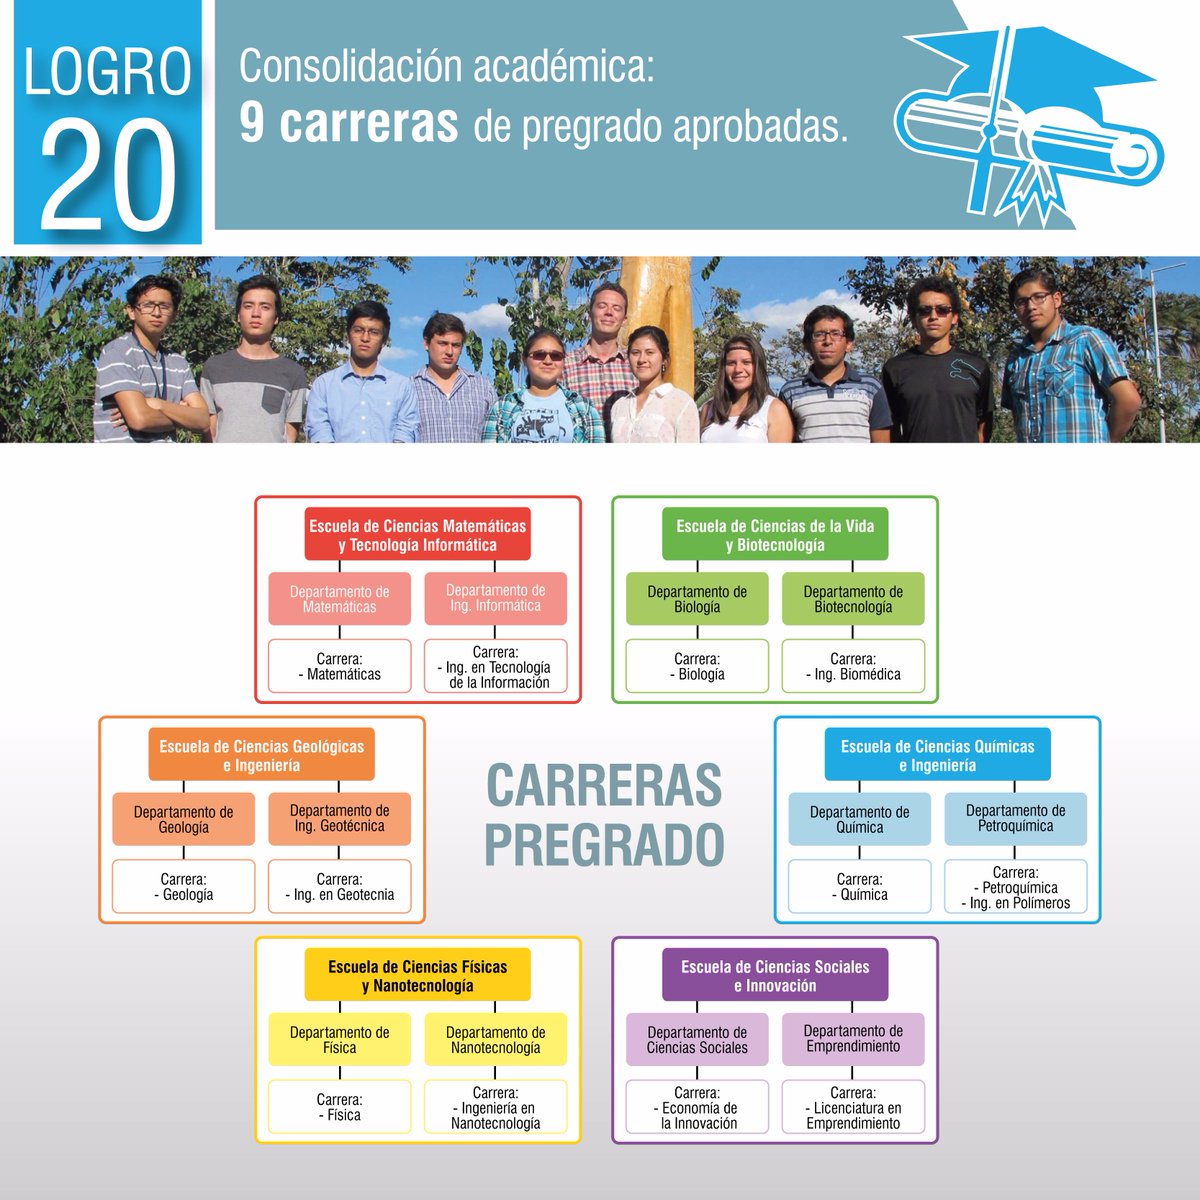 LOGRO
20
Consolidación académica:
9 carreras de pregrado aprobadas.
Escuela de Ciencias Matemáticas
y Tecnología Informática
Departamento de
Matemáticas
Departamento de
Ing. Informática
Carrera:
- Matemáticas
Carrera:
- Ing. en Tecnología
de la Información
Escuela de Ciencias de la Vida
y Biotecnología
Departamento de
Biología
Departamento de
Biotecnología
Carrera:
- Biología
Carrera:
- Ing. Biomédica
Escuela de Ciencias Geológicas
e Ingeniería
Departamento de
Geología
Departamento de
Ing. Geotécnica
Carrera:
- Geología
Carrera:
- Ing. en Geotecnia
CARRERAS
PREGRADO
Escuela de Ciencias Químicas
e Ingeniería
Departamento de
Química
Departamento de
Petroquímica
Carrera:
- Química
Carrera:
- Petroquímica
- Ing. en Polímeros
Escuela de Ciencias Físicas
y Nanotecnología
Departamento de
Física
Departamento de
Nanotecnología
Carrera:
- Física
Carrera:
- Ingeniería en
Nanotecnología
Escuela de Ciencias Sociales
e Innovación
Departamento de
Ciencias Sociales
Departamento de
Emprendimiento
Carrera:
- Economía de
la Innovación
Carrera:
- Licenciatura en
Emprendimiento